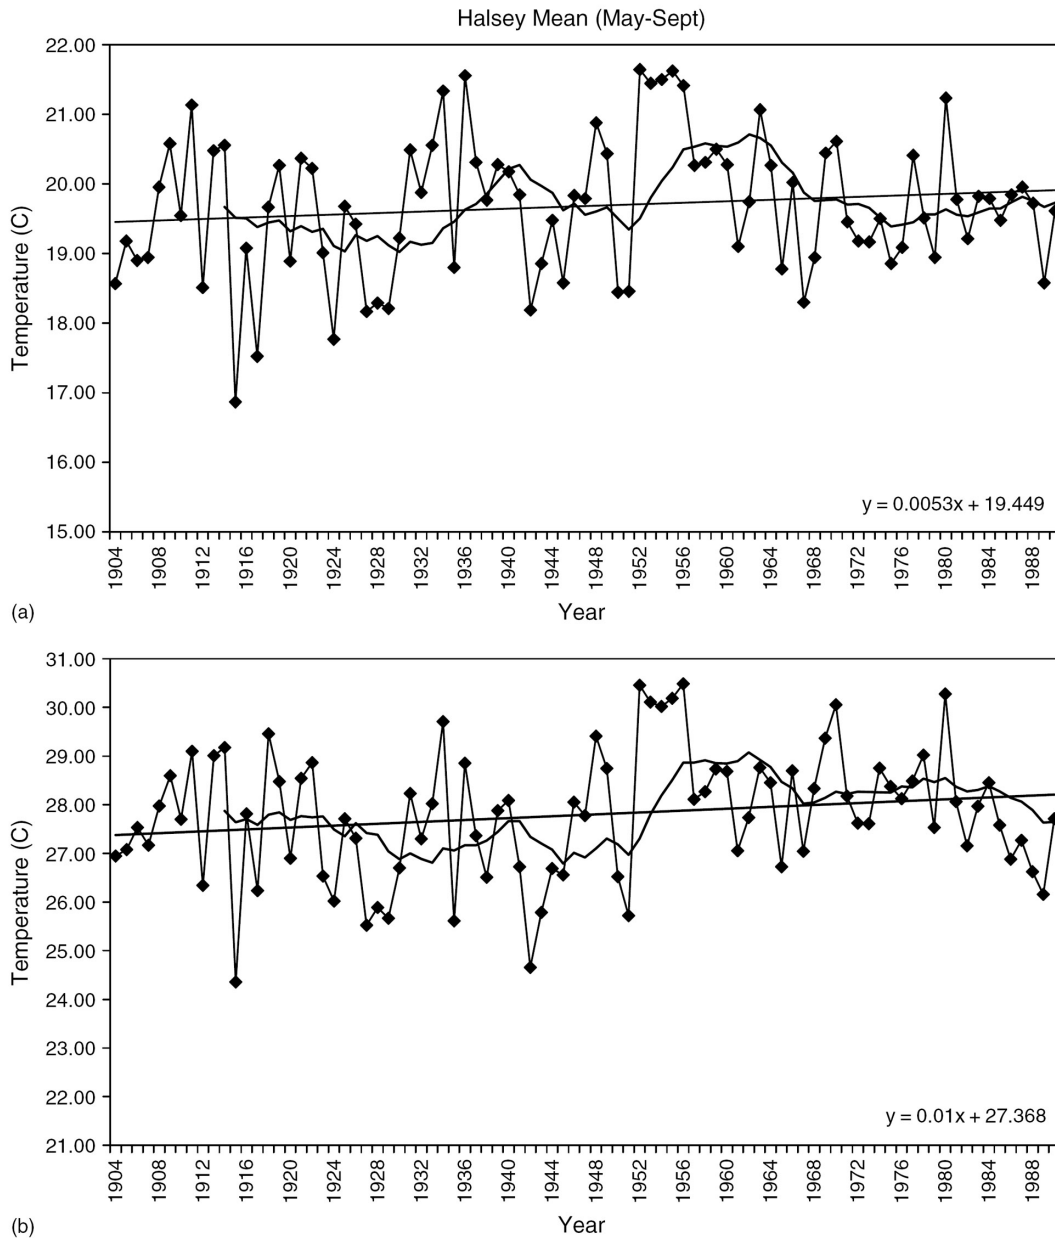 Halsey Mean (May-Sept)
22.00
21.00
20.00
19.00
18.00
17.00
16.00
15.00
Temperature (C)
y = 0.0053x + 19.449
1904 1908 1912 1916 1920 1924 1928 1932 1936 1940 1944 1948 1952 1956 1960 1964 1968 1972 1976 1980 1984 1988
(a)
Year
31.00
30.00
29.00
28.00
27.00
26.00
25.00
24.00
23.00
22.00
21.00
Temperature (C)
y = 0.01x + 27.368
1904 1908 1912 1916 1920 1924 1928 1932 1936 1940 1944 1948 1952 1956 1960 1964 1968 1972 1976 1980 1984 1988
(b)
Year